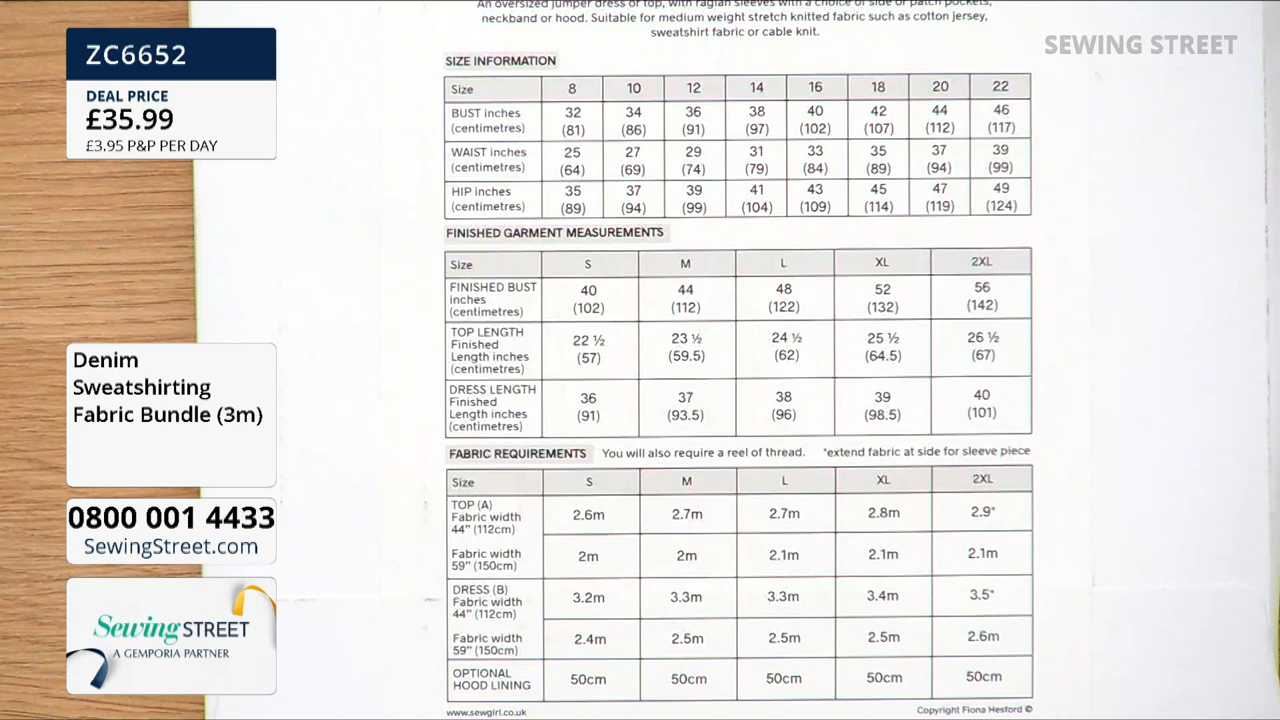 An oversized jumper dress or top, with raglan sleeves with a choice of side or patch pockets,
neckband or hood. Suitable for medium weight stretch knitted fabric such as cotton jersey,
sweatshirt fabric or cable knit.
SEWING STREET
ZC6652
DEAL PRICE
£35.99
£3.95 P&P PER DAY
Denim
Sweatshirting
Fabric Bundle (3m)
0800 001 4433
SewingStreet.com
Sewing STREET
A GEMPORIA PARTNER
SIZE INFORMATION
Size 8 10 12 14 16 18 20 22
BUST inches 32 34 36 38 40 42 44 46
(centimetres) (81) (86) (91) (97) (102) (107) (112) (117)
WAIST inches 25 27 29 31 33 35 37 39
(centimetres) (64) (69) (74) (79) (84) (89) (94) (99)
HIP inches 35 37 39 41 43 45 47 49
(centimetres) (89) (94) (99) (104) (109) (114) (119) (124)
FINISHED GARMENT MEASUREMENTS
Size S M L XL 2XL
FINISHED BUST
inches 40 44 48 52 56
(centimetres) (102) (112) (122) (132) (142)
TOP LENGTH
Finished 22 ½ 23 ½ 24 ½ 25 ½ 26 ½
Length inches (57) (59.5) (62) (64.5) (67)
(centimetres)
DRESS LENGTH
Finished 36 37 38 39 40
Length inches (91) (93.5) (96) (98.5) (101)
(centimetres)
FABRIC REQUIREMENTS You will also require a reel of thread. *extend fabric at side for sleeve piece
Size S M L XL 2XL
TOP (A)
Fabric width 2.6m 2.7m 2.7m 2.8m 2.9*
44" (112cm)
Fabric width 2m 2m 2.1m 2.1m 2.1m
59" (150cm)
DRESS (B)
Fabric width 3.2m 3.3m 3.3m 3.4m 3.5*
44" (112cm)
Fabric width 2.4m 2.5m 2.5m 2.5m 2.6m
59" (150cm)
OPTIONAL
HOOD LINING 50cm 50cm 50cm 50cm 50cm
www.sewgirl.co.uk Copyright Fiona Hesford ©